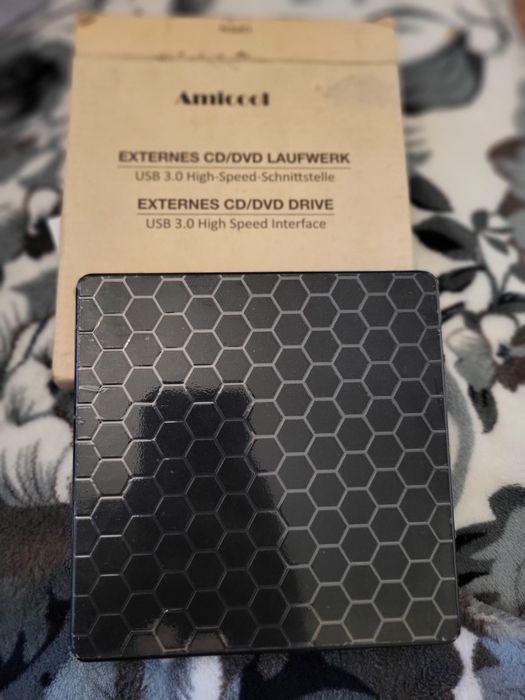 Amicool
EXTERNES CD/DVD LAUFWERK
USB 3.0 High-Speed-Schnittstelle
EXTERNES CD/DVD DRIVE
USB 3.0 High Speed Interface